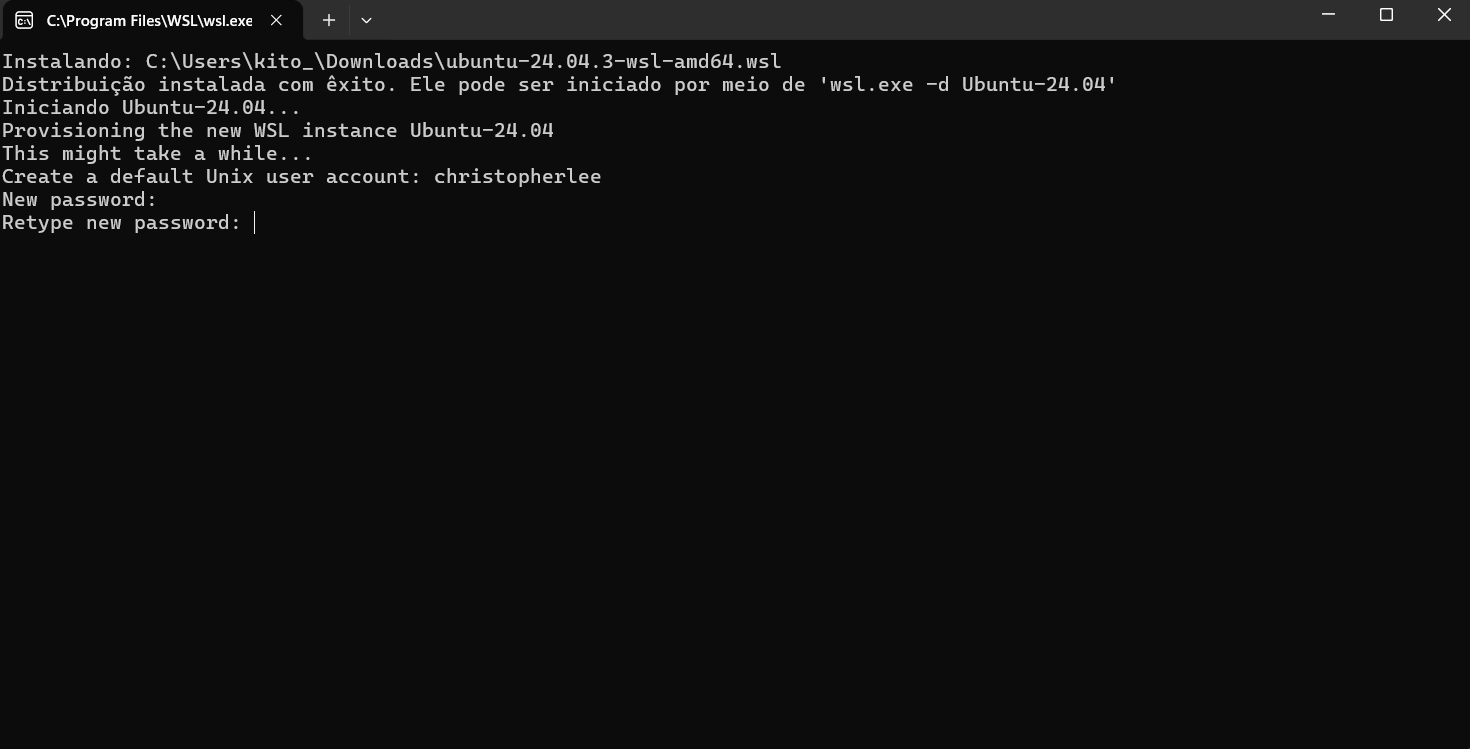 C:\Program Files\WSL\wsl.exe
Instalando: C:\Users\kito_\Downloads\ubuntu-24.04.3-wsl-amd64.wsl
Distribuição instalada com êxito. Ele pode ser iniciado por meio de 'wsl.exe -d Ubuntu-24.04'
Iniciando Ubuntu-24.04...
Provisioning the new WSL instance Ubuntu-24.04
This might take a while...
Create a default Unix user account: christopherlee
New password:
Retype new password: